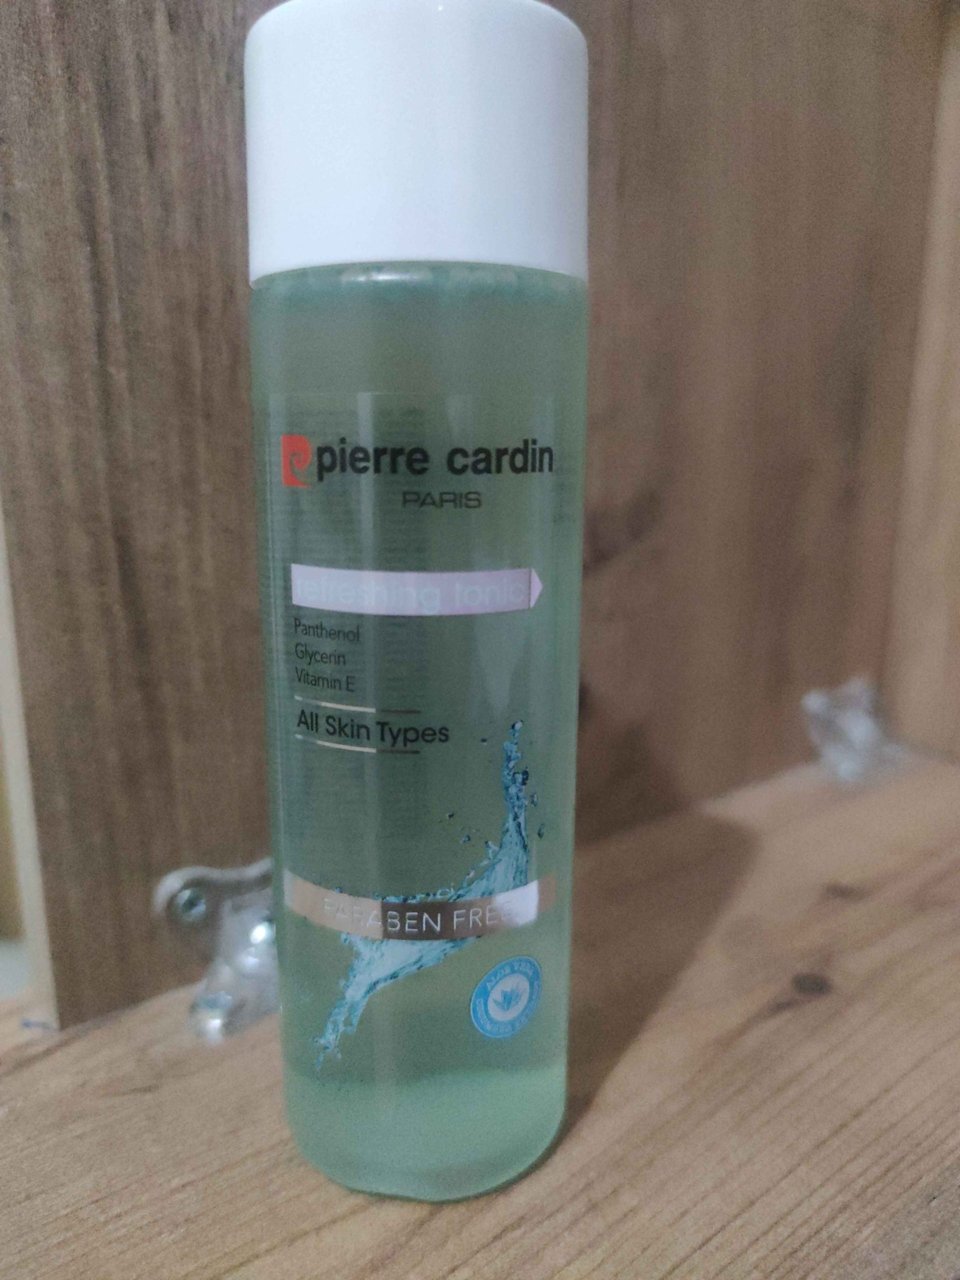 pierre cardin
PARIS
refreshing tonic
Panthenol
Glycerin
Vitamin E
All Skin Types
PARABEN FREE